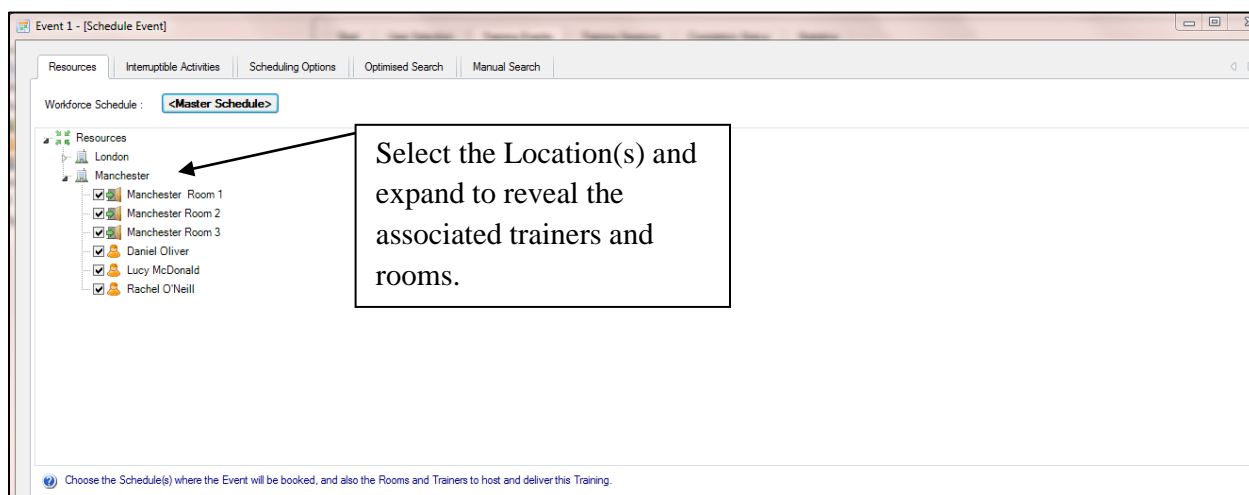 Event 1 - [Schedule Event]
Resources Interruptible Activities Scheduling Options Optimised Search Manual Search
Workforce Schedule : <Master Schedule>
Resources
London
Manchester
Manchester Room 1
Manchester Room 2
Manchester Room 3
Daniel Oliver
Lucy McDonald
Rachel O'Neill
Select the Location(s) and
expand to reveal the
associated trainers and
rooms.
Choose the Schedule(s) where the Event will be booked, and also the Rooms and Trainers to host and deliver this Training.